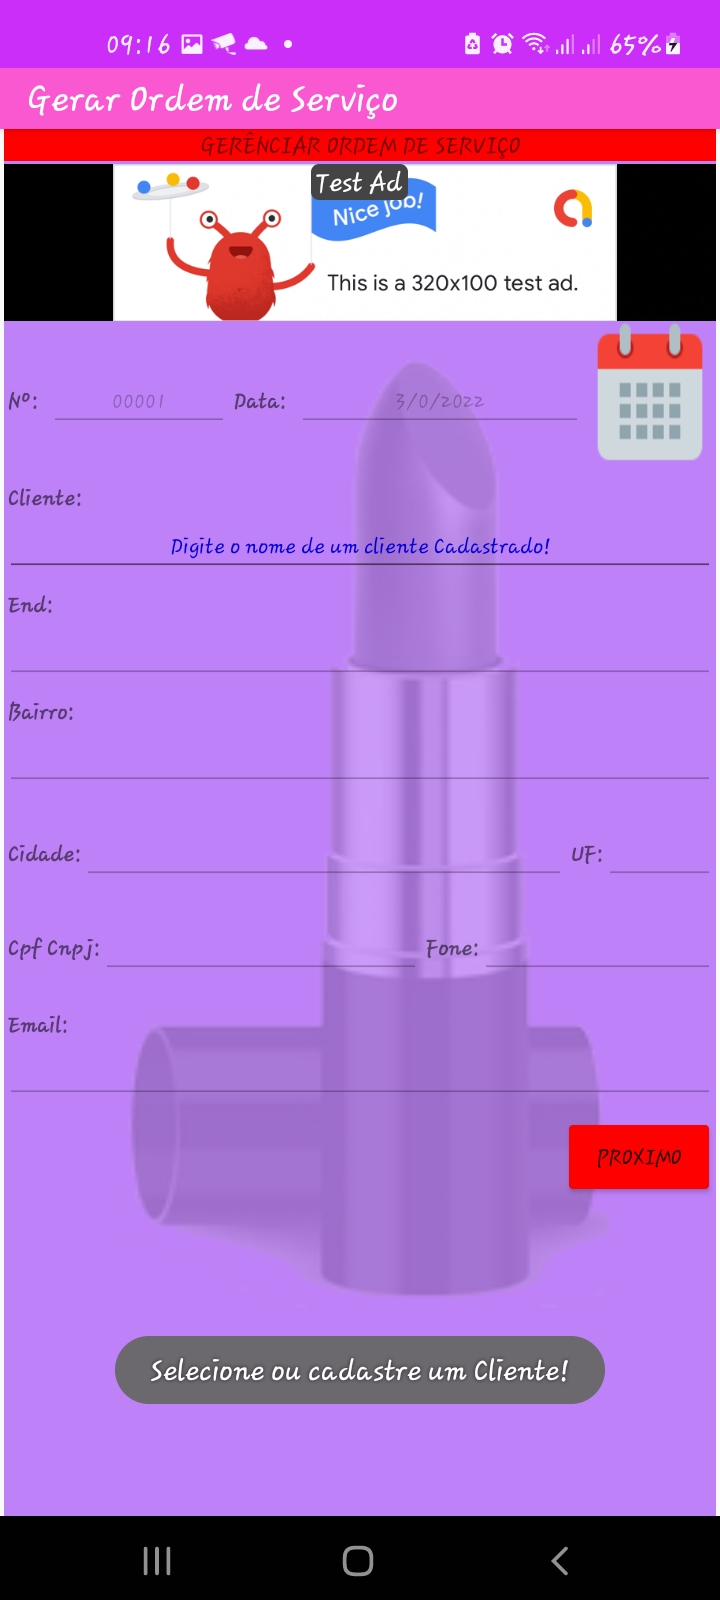 09:16 65%
Gerar Ordem de Serviço
GERÊNCIAR ORDEM DE SERVIÇO
Test Ad
Nice job!
This is a 320x100 test ad.
Nº: 00001 Data: 3/0/2022
Cliente:
Digite o nome de um cliente Cadastrado!
End:
Bairro:
Cidade: UF:
Cpf Cnpj: Fone:
Email:
PROXIMO
Selecione ou cadastre um Cliente!